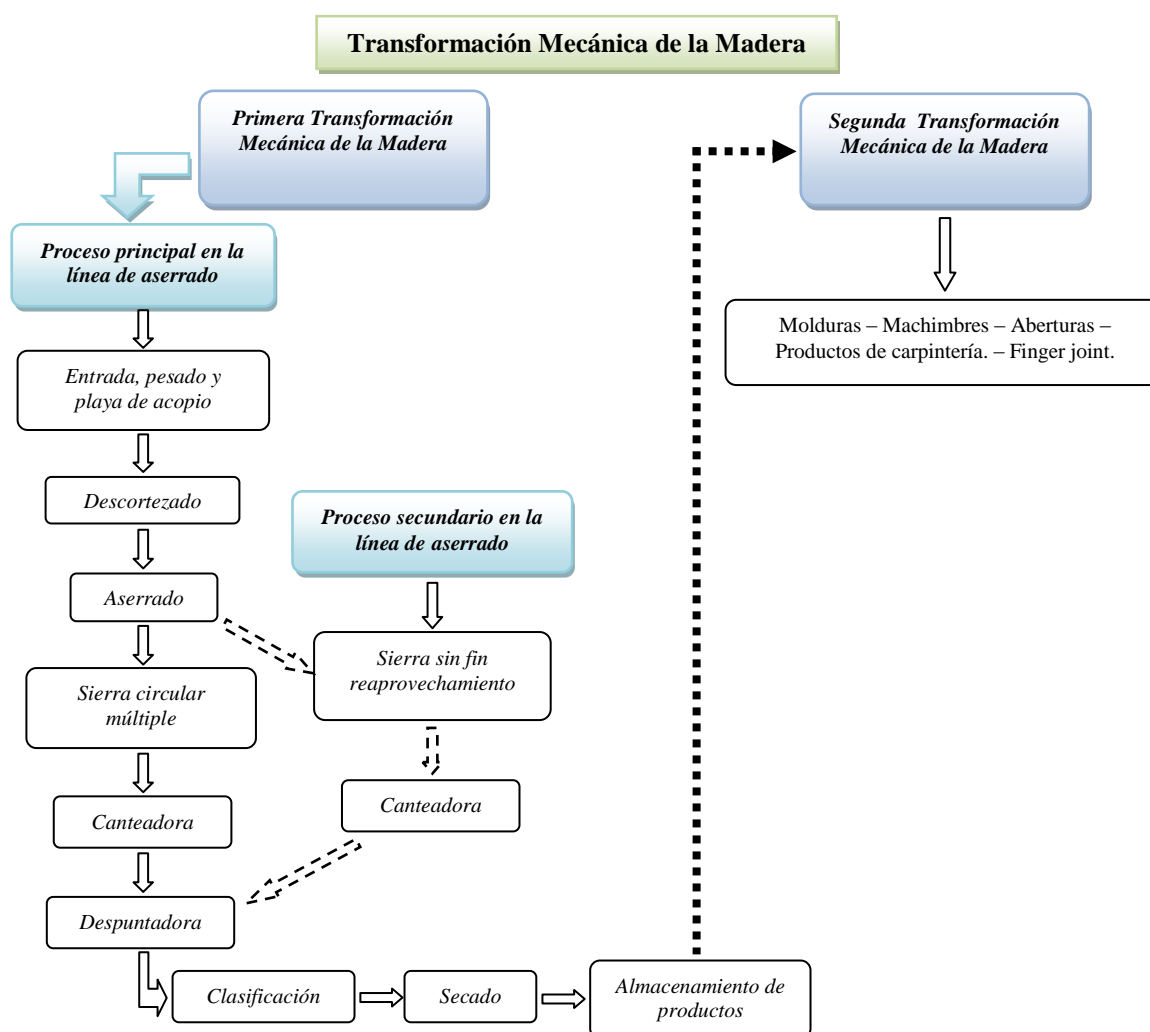 Transformación Mecánica de la Madera
Primera Transformación
Mecánica de la Madera
Segunda Transformación
Mecánica de la Madera
Proceso principal en la
línea de aserrado
Molduras – Machimbres – Aberturas –
Productos de carpintería. – Finger joint.
Entrada, pesado y
playa de acopio
Descortezado
Proceso secundario en la
línea de aserrado
Aserrado
Sierra sin fin
reaprovechamiento
Sierra circular
múltiple
Canteadora
Canteadora
Despuntadora
Clasificación
Secado
Almacenamiento de
productos